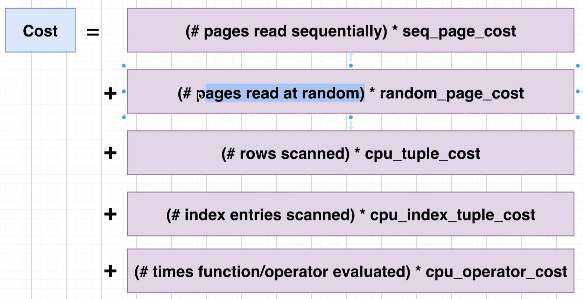 Cost = (# pages read sequentially) * seq_page_cost
+ (# pages read at random) * random_page_cost
+ (# rows scanned) * cpu_tuple_cost
+ (# index entries scanned) * cpu_index_tuple_cost
+ (# times function/operator evaluated) * cpu_operator_cost